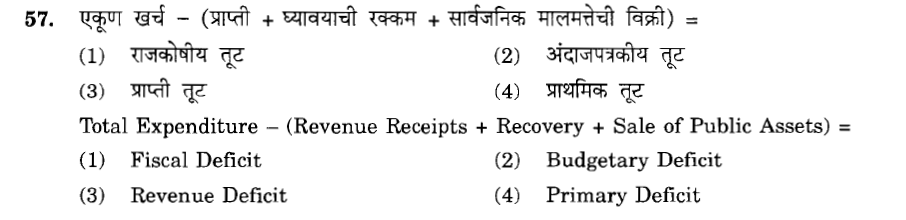 57. एकूण खर्च – (प्राप्ती + घ्यावयाची रक्कम + सार्वजनिक मालमत्तेची विक्री) =
(1) राजकोषीय तूट (2) अंदाजपत्रकीय तूट
(3) प्राप्ती तूट (4) प्राथमिक तूट
Total Expenditure – (Revenue Receipts + Recovery + Sale of Public Assets) =
(1) Fiscal Deficit (2) Budgetary Deficit
(3) Revenue Deficit (4) Primary Deficit